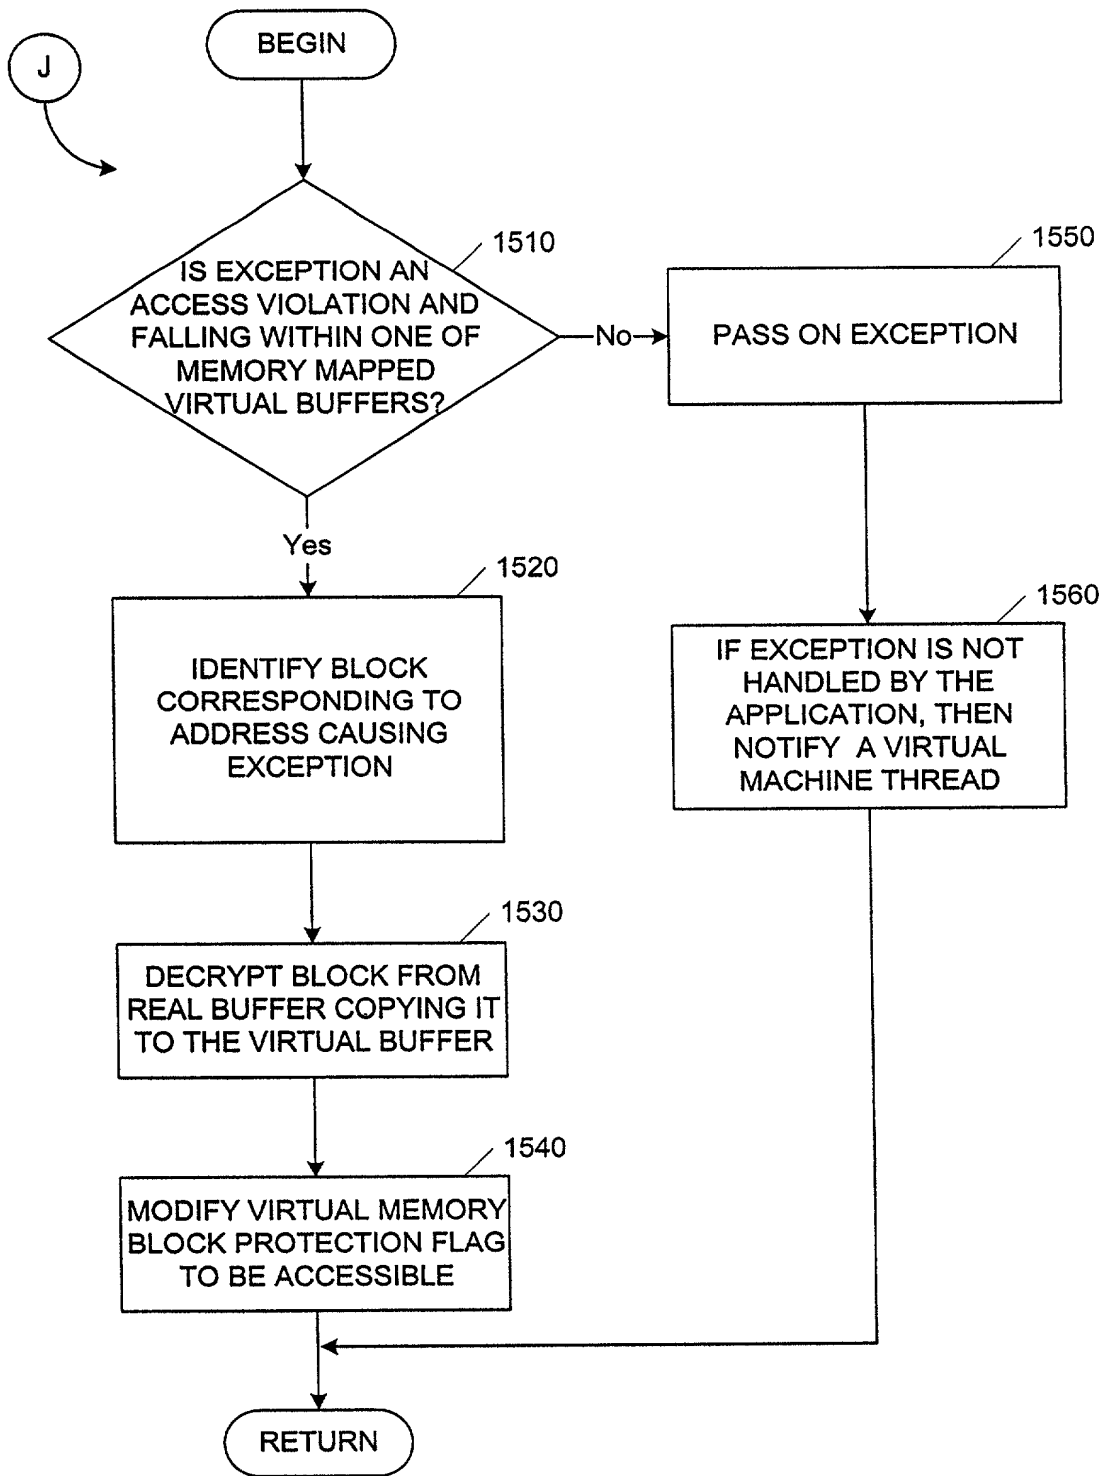 J
BEGIN
1510
IS EXCEPTION AN
ACCESS VIOLATION AND
FALLING WITHIN ONE OF
MEMORY MAPPED
VIRTUAL BUFFERS?
No
1550
PASS ON EXCEPTION
Yes
1520
IDENTIFY BLOCK
CORRESPONDING TO
ADDRESS CAUSING
EXCEPTION
1560
IF EXCEPTION IS NOT
HANDLED BY THE
APPLICATION, THEN
NOTIFY A VIRTUAL
MACHINE THREAD
1530
DECRYPT BLOCK FROM
REAL BUFFER COPYING IT
TO THE VIRTUAL BUFFER
1540
MODIFY VIRTUAL MEMORY
BLOCK PROTECTION FLAG
TO BE ACCESSIBLE
RETURN